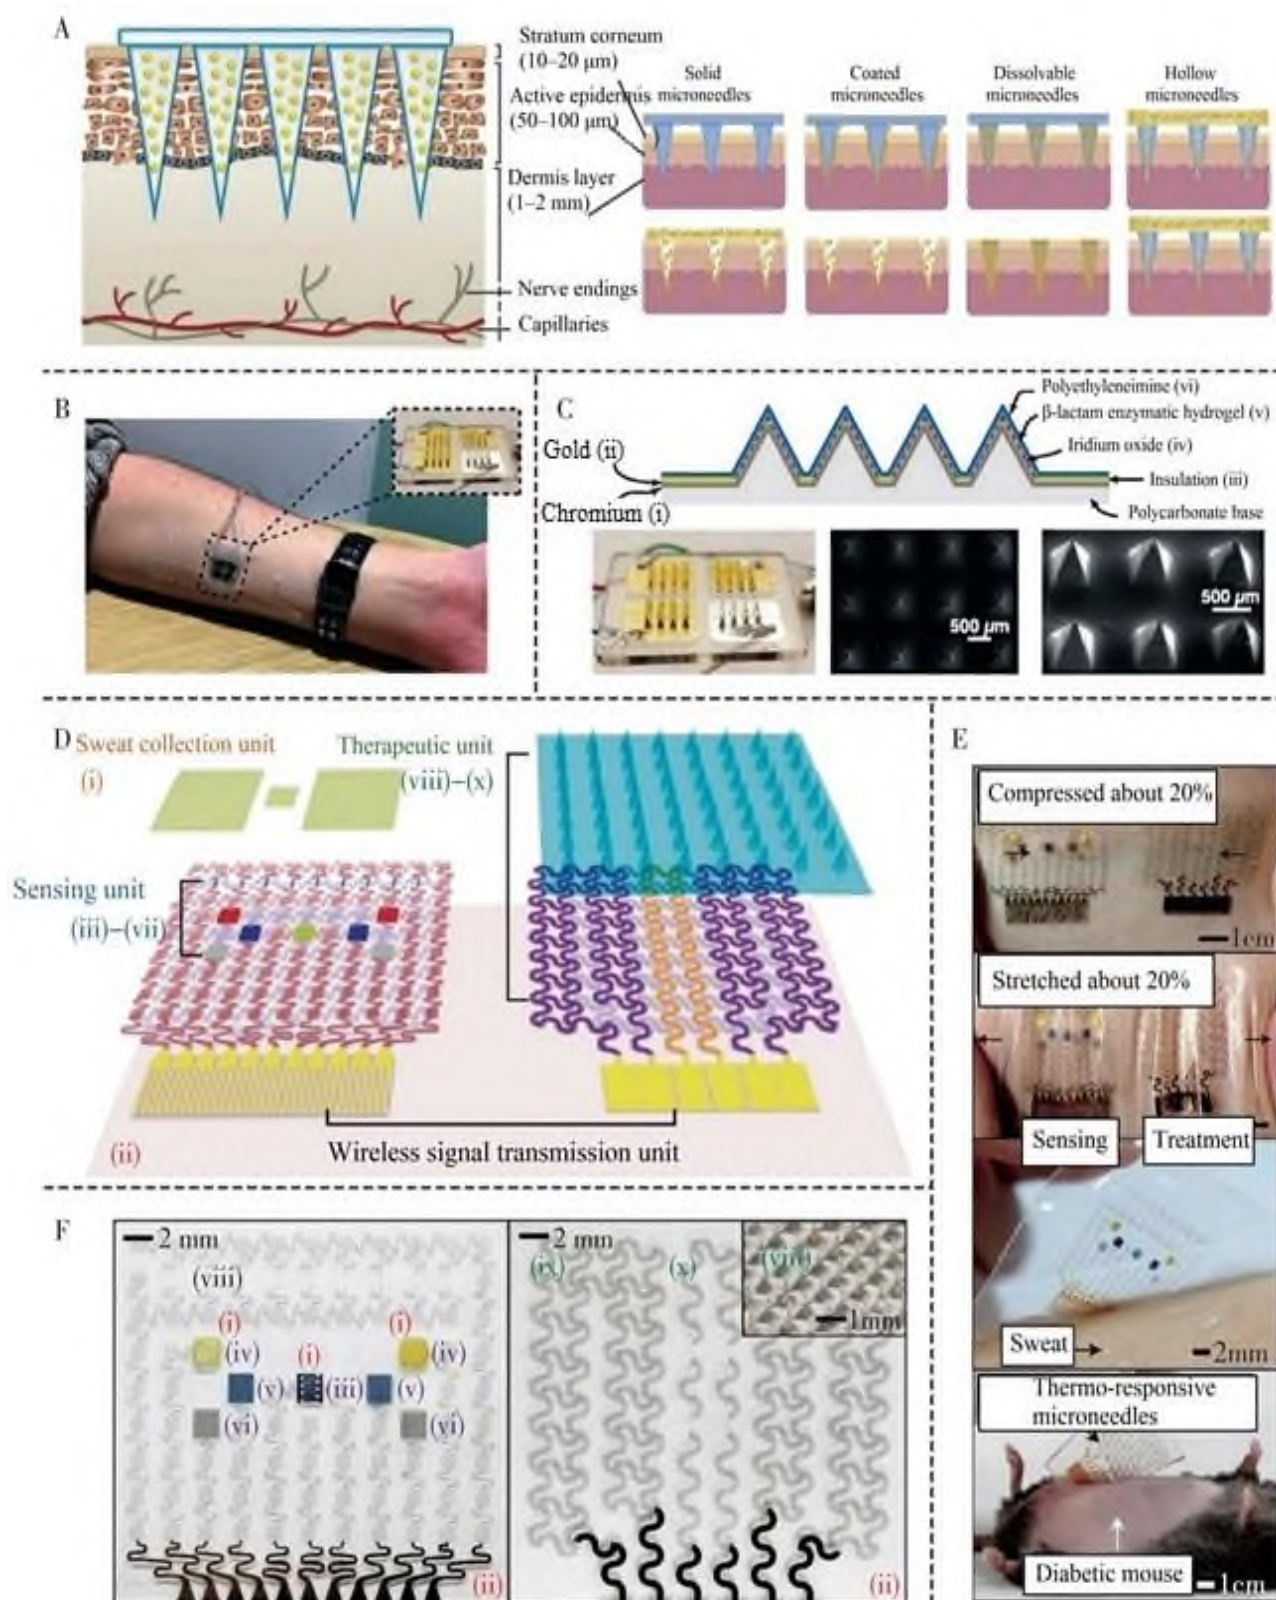 A
Stratum corneum
(10–20 μm)
Active epidermis
(50–100 μm)
Dermis layer
(1–2 mm)
Nerve endings
Capillaries
Solid
microneedles
Coated
microneedles
Dissolvable
microneedles
Hollow
microneedles
B
C
Polyethyleneimine (vi)
β-lactam enzymatic hydrogel (v)
Iridium oxide (iv)
Gold (ii)
Insulation (iii)
Chromium (i)
Polycarbonate base
500 μm
500 μm
D
Sweat collection unit
(i)
Therapeutic unit
(viii)–(x)
Sensing unit
(iii)–(vii)
(ii)
Wireless signal transmission unit
E
Compressed about 20%
1cm
Stretched about 20%
Sensing
Treatment
Sweat
2mm
Thermo-responsive
microneedles
Diabetic mouse
1cm
F
2 mm
(viii)
(i)
(i)
(iv)
(i)
(iv)
(v)
(iii)
(v)
(vi)
(vi)
(ii)
2 mm
(ix)
(x)
(viii)
1mm
(ii)